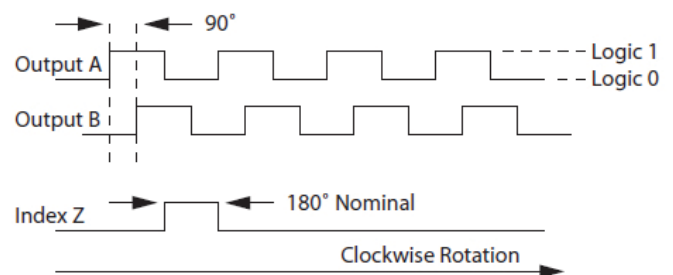 90˚
Output A
Logic 1
Logic 0
Output B
Index Z
180˚ Nominal
Clockwise Rotation